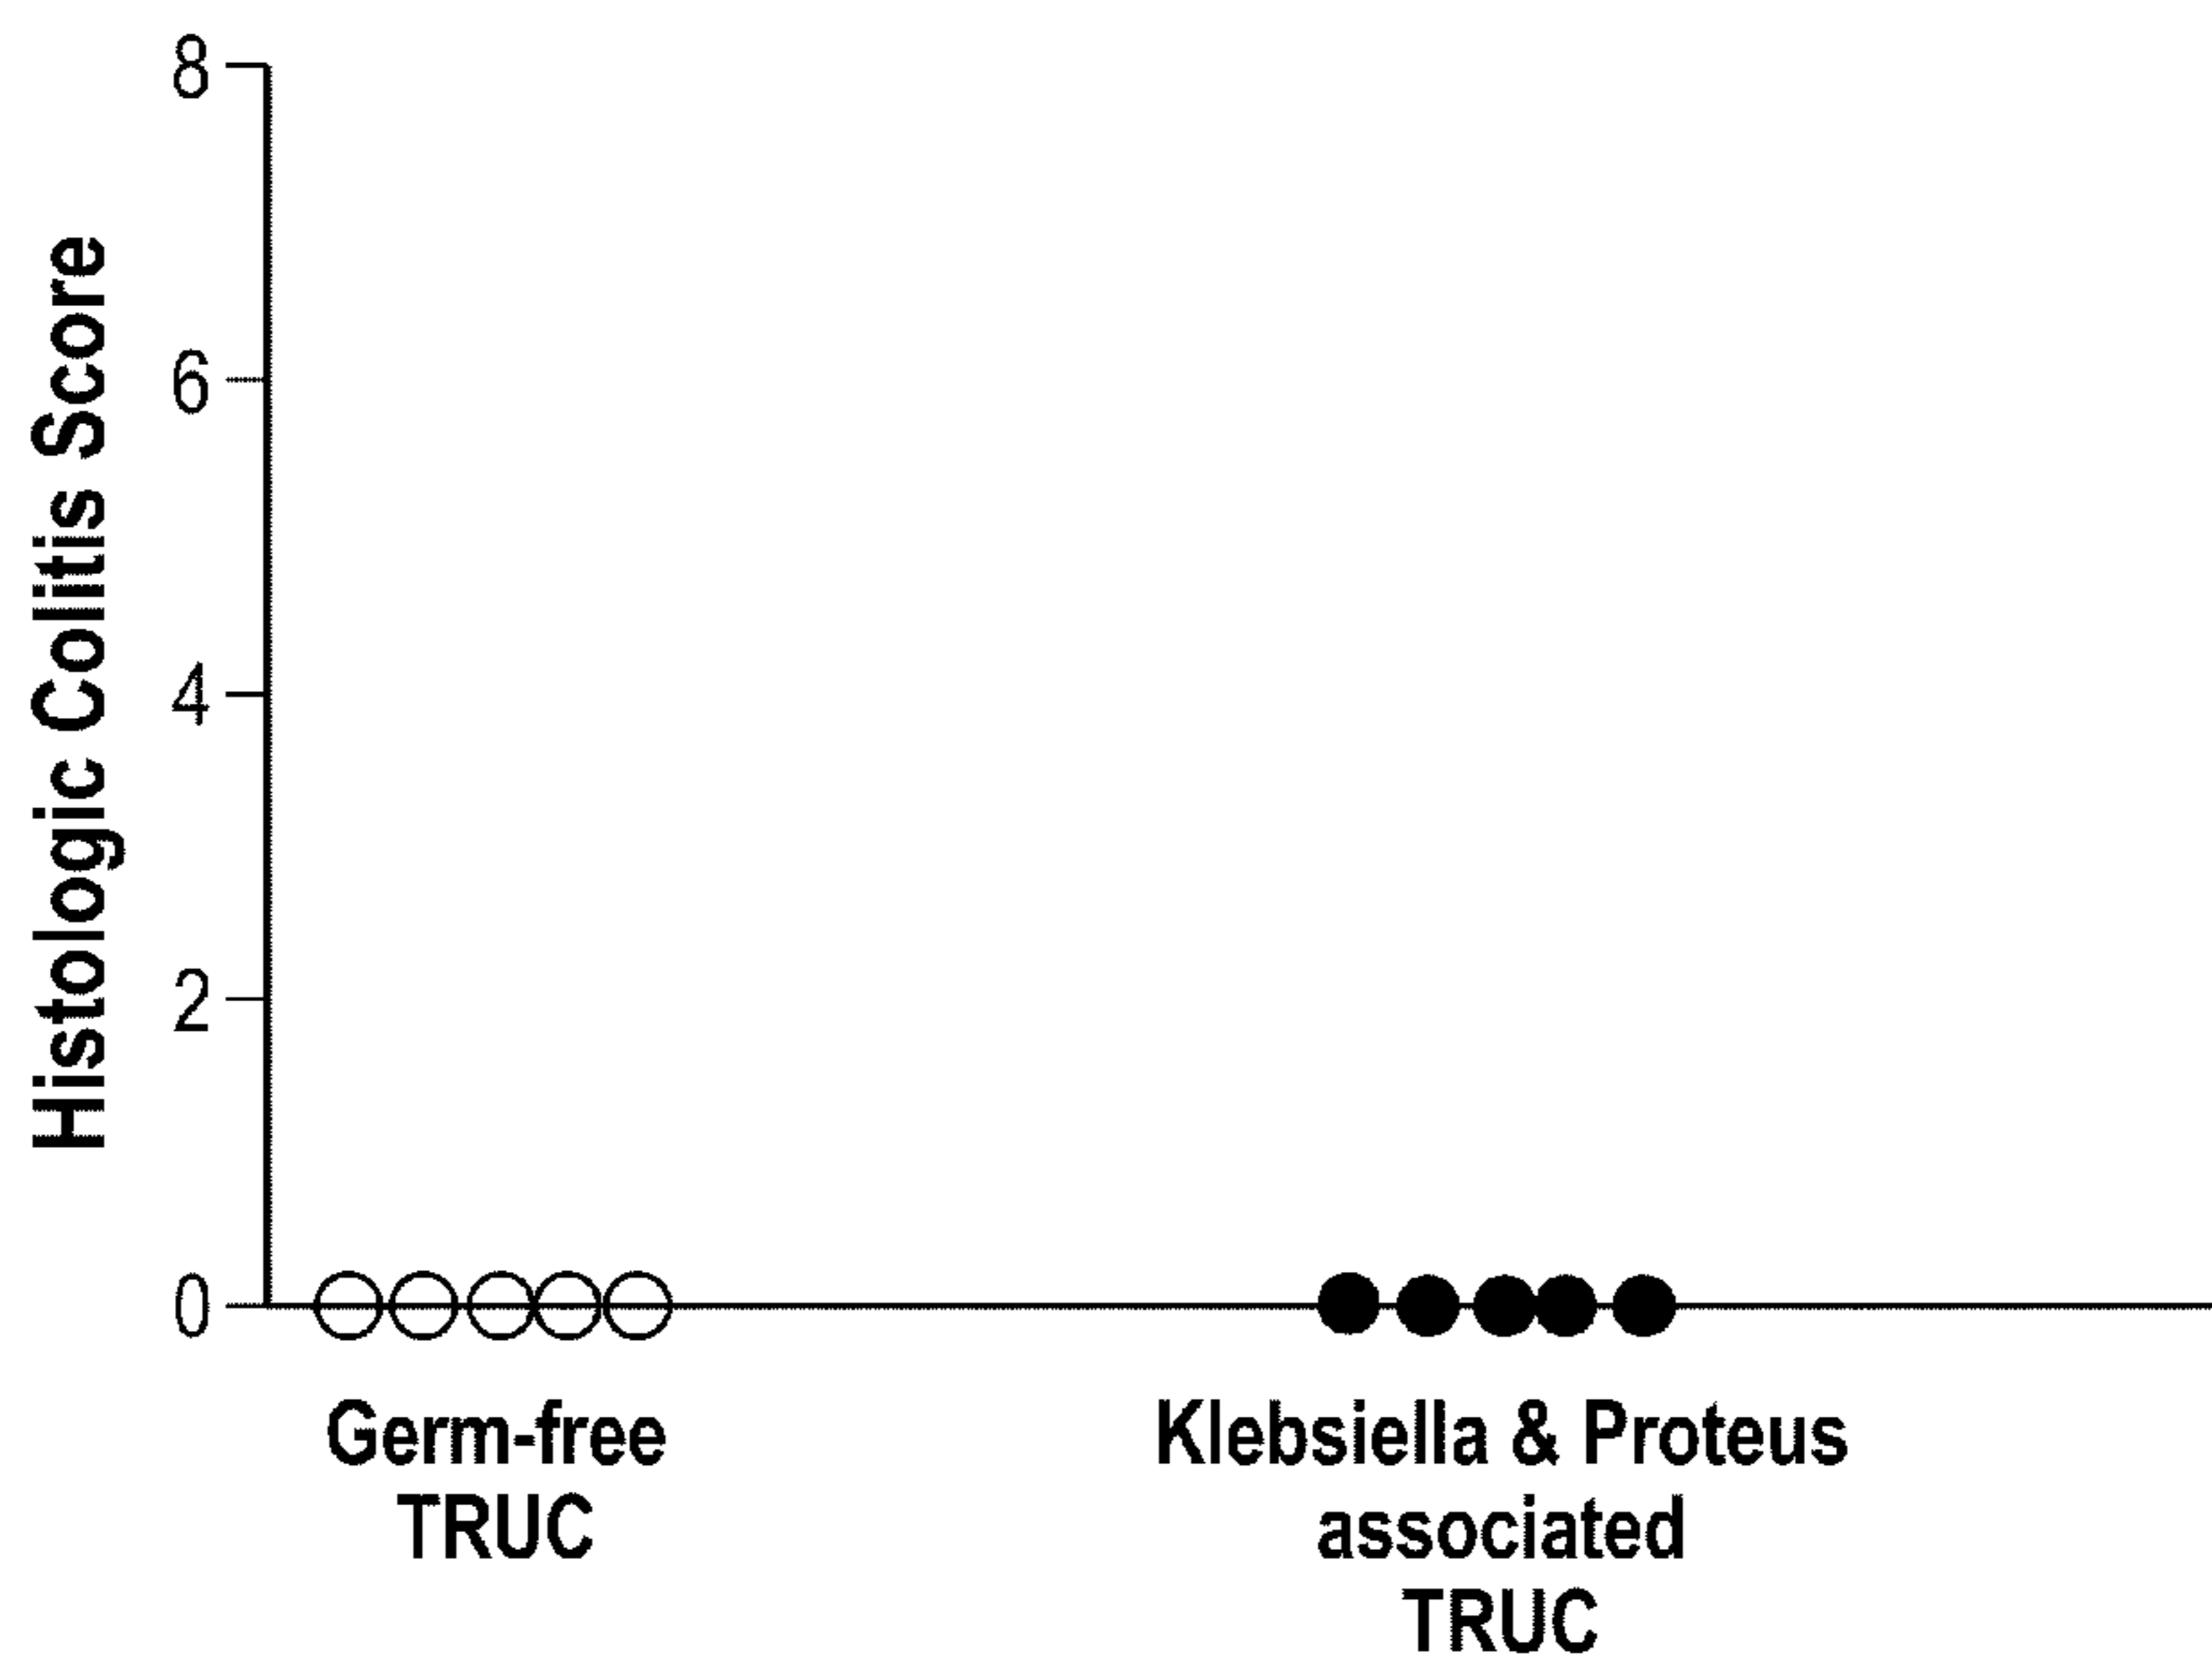 Histologic Colitis Score
8
6
4
2
0
Germ-free
TRUC
Klebsiella & Proteus
associated
TRUC